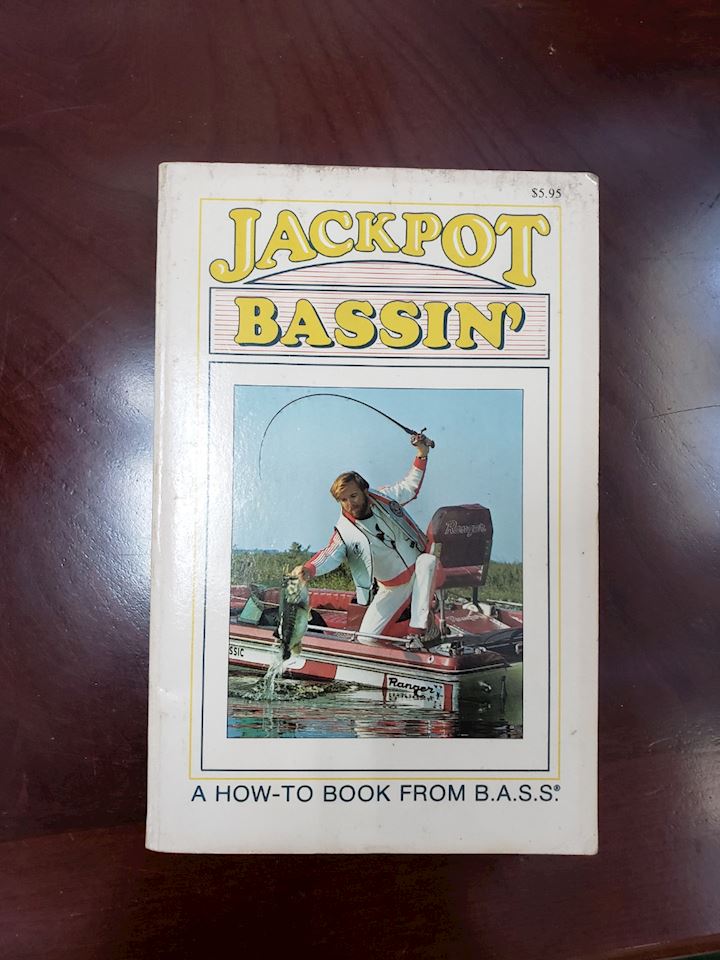 $5.95
JACKPOT
BASSIN'
Ranger
SSIC
Ranger
A HOW-TO BOOK FROM B.A.S.S.®